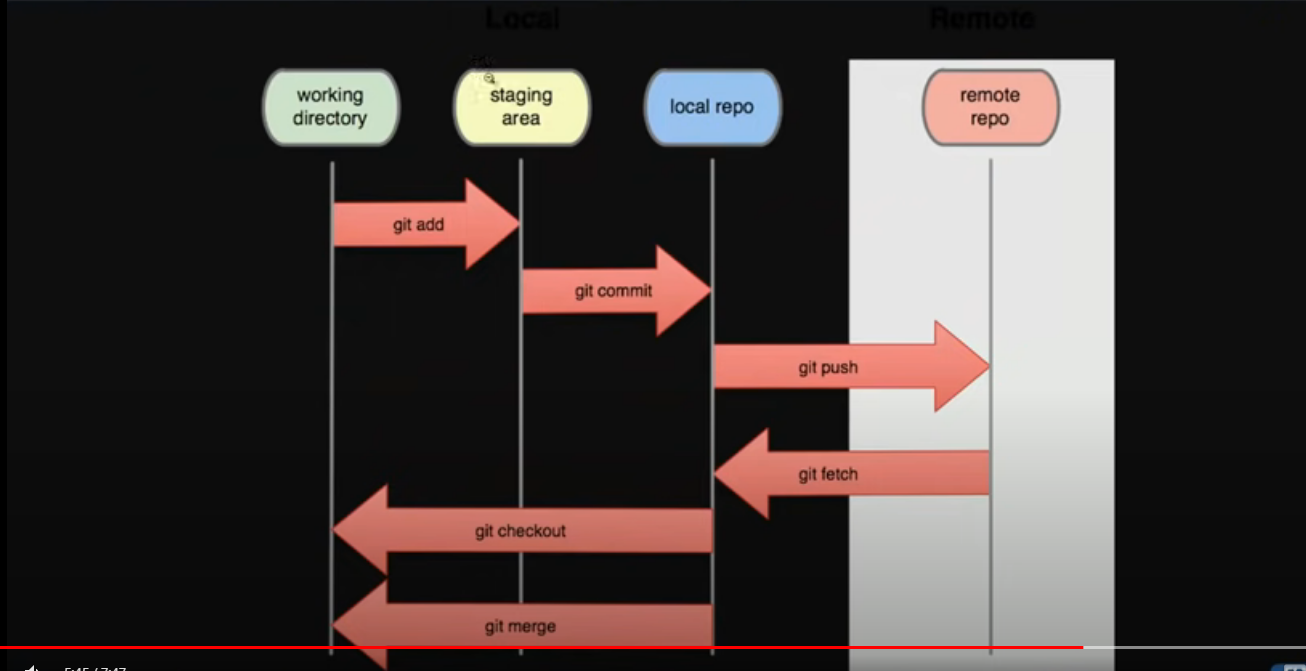 Local
Remote
working
directory
staging
area
local repo
remote
repo
git add
git commit
git push
git fetch
git checkout
git merge